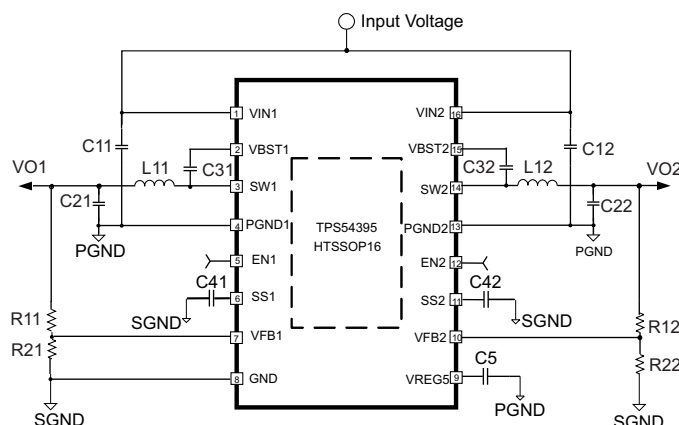 Input Voltage
1 VIN1
VIN2 16
C11
2 VBST1
VBST2 15
C12
VO1
L11
C31
C32
L12
VO2
3 SW1
SW2 14
C21
C22
4 PGND1
PGND2 13
TPS54395
HTSSOP16
PGND
PGND
5 EN1
EN2 12
C41
C42
6 SS1
SS2 11
SGND
SGND
R11
R12
7 VFB1
VFB2 10
R21
R22
C5
8 GND
VREG5 9
SGND
PGND
SGND